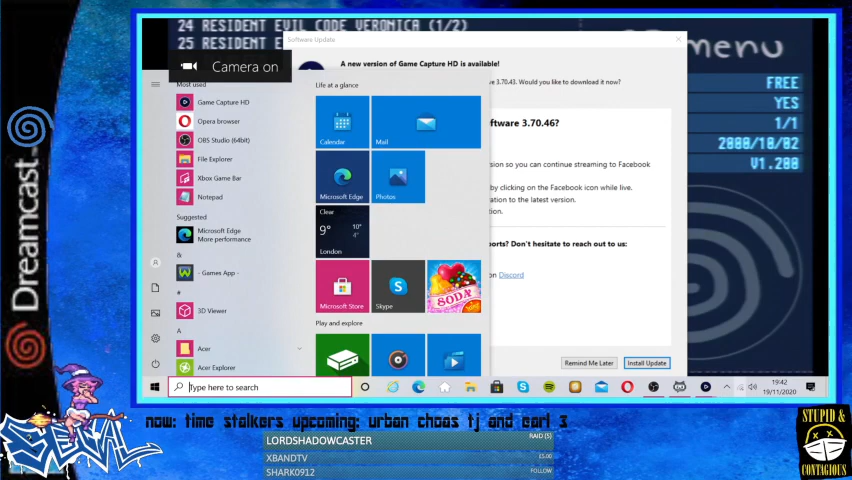 24 RESIDENT EVIL CODE VERONICA (1/2)
25 RESIDENT E
Software Update
menu
A new version of Game Capture HD is available!
Camera on
re 3.70.43. Would you like to download it now?
FREE
YES
1/1
2000/10/02
V1.200
Most used
Game Capture HD
Opera browser
OBS Studio (64bit)
File Explorer
Xbox Game Bar
Notepad
Suggested
Microsoft Edge
More performance
&
- Games App -
#
3D Viewer
A
Acer
Acer Explorer
Life at a glance
Calendar
Mail
Microsoft Edge
Photos
Clear
9° 10°
4°
London
Microsoft Store
Skype
SODA
Play and explore
ftware 3.70.46?
sion so you can continue streaming to Facebook
by clicking on the Facebook icon while live.
ration to the latest version.
tion.
ports? Don't hesitate to reach out to us:
on Discord
Remind Me Later
Install Update
Type here to search
19:42
19/11/2020
Dreamcast
now: time stalkers upcoming: urban choas tj and earl 3
LORDSHADOWCASTER
RAID (5)
XBANDTV
£5.00
SHARK0912
FOLLOW
STUPID &
CONTAGIOUS